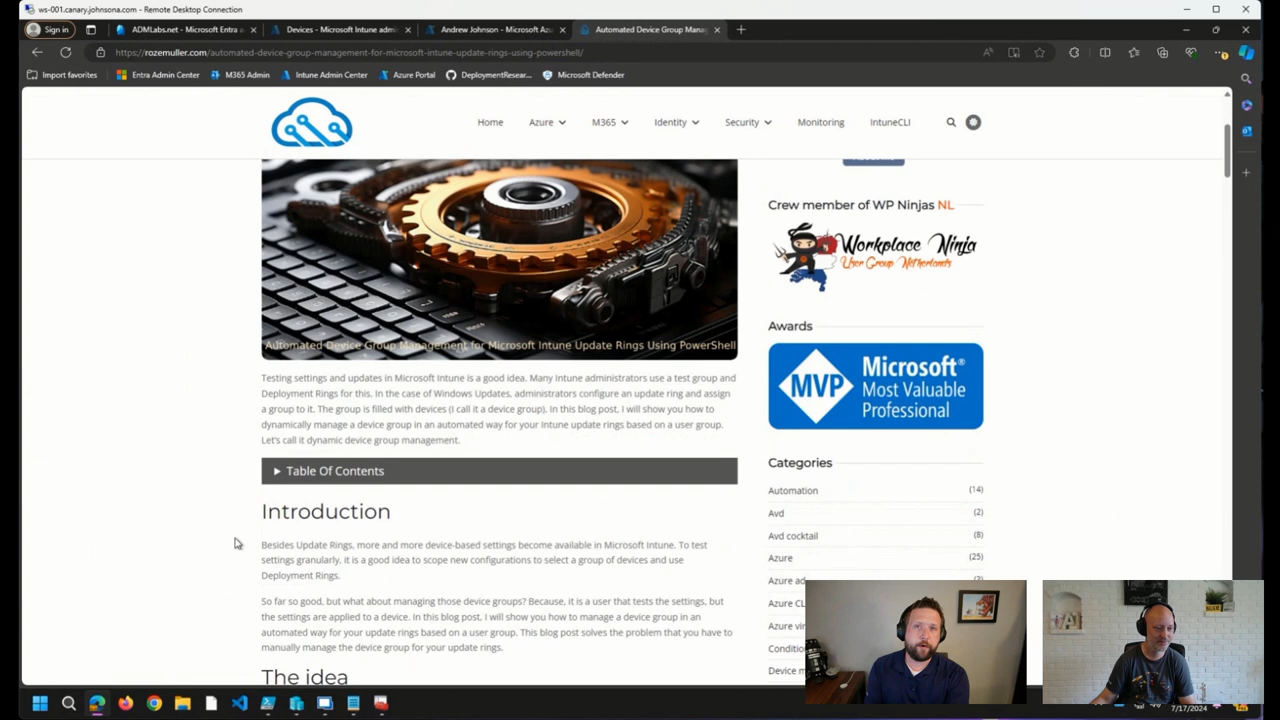 ws-001.canary.johnsona.com - Remote Desktop Connection
Sign in
ADMLabs.net - Microsoft Entra a
Devices - Microsoft Intune admi
Andrew Johnson - Microsoft Az
Automated Device Group Mana
https://rozemuller.com/automated-device-group-management-for-microsoft-intune-update-rings-using-powershell/
Import favorites
Entra Admin Center
M365 Admin
Intune Admin Center
Azure Portal
DeploymentResear...
Microsoft Defender
Home
Azure
M365
Identity
Security
Monitoring
IntuneCLI
Automated Device Group Management for Microsoft Intune Update Rings Using PowerShell
Testing settings and updates in Microsoft Intune is a good idea. Many Intune administrators use a test group and
Deployment Rings for this. In the case of Windows Updates, administrators configure an update ring and assign
a group to it. The group is filled with devices (I call it a device group). In this blog post, I will show you how to
dynamically manage a device group in an automated way for your Intune update rings based on a user group.
Let's call it dynamic device group management.
Table Of Contents
Introduction
Besides Update Rings, more and more device-based settings become available in Microsoft Intune. To test
settings granularly, it is a good idea to scope new configurations to select a group of devices and use
Deployment Rings.
So far so good, but what about managing those device groups? Because, it is a user that tests the settings, but
the settings are applied to a device. In this blog post, I will show you how to manage a device group in an
automated way for your update rings based on a user group. This blog post solves the problem that you have to
manually manage the device group for your update rings.
The idea
Crew member of WP Ninjas NL
Workplace Ninja
User Group Netherlands
Awards
MVP
Microsoft®
Most Valuable
Professional
Categories
Automation (14)
Avd (2)
Avd cocktail (8)
Azure (25)
Azure ad
Azure CL
Azure vir
Conditio
Device m
7/17/2024